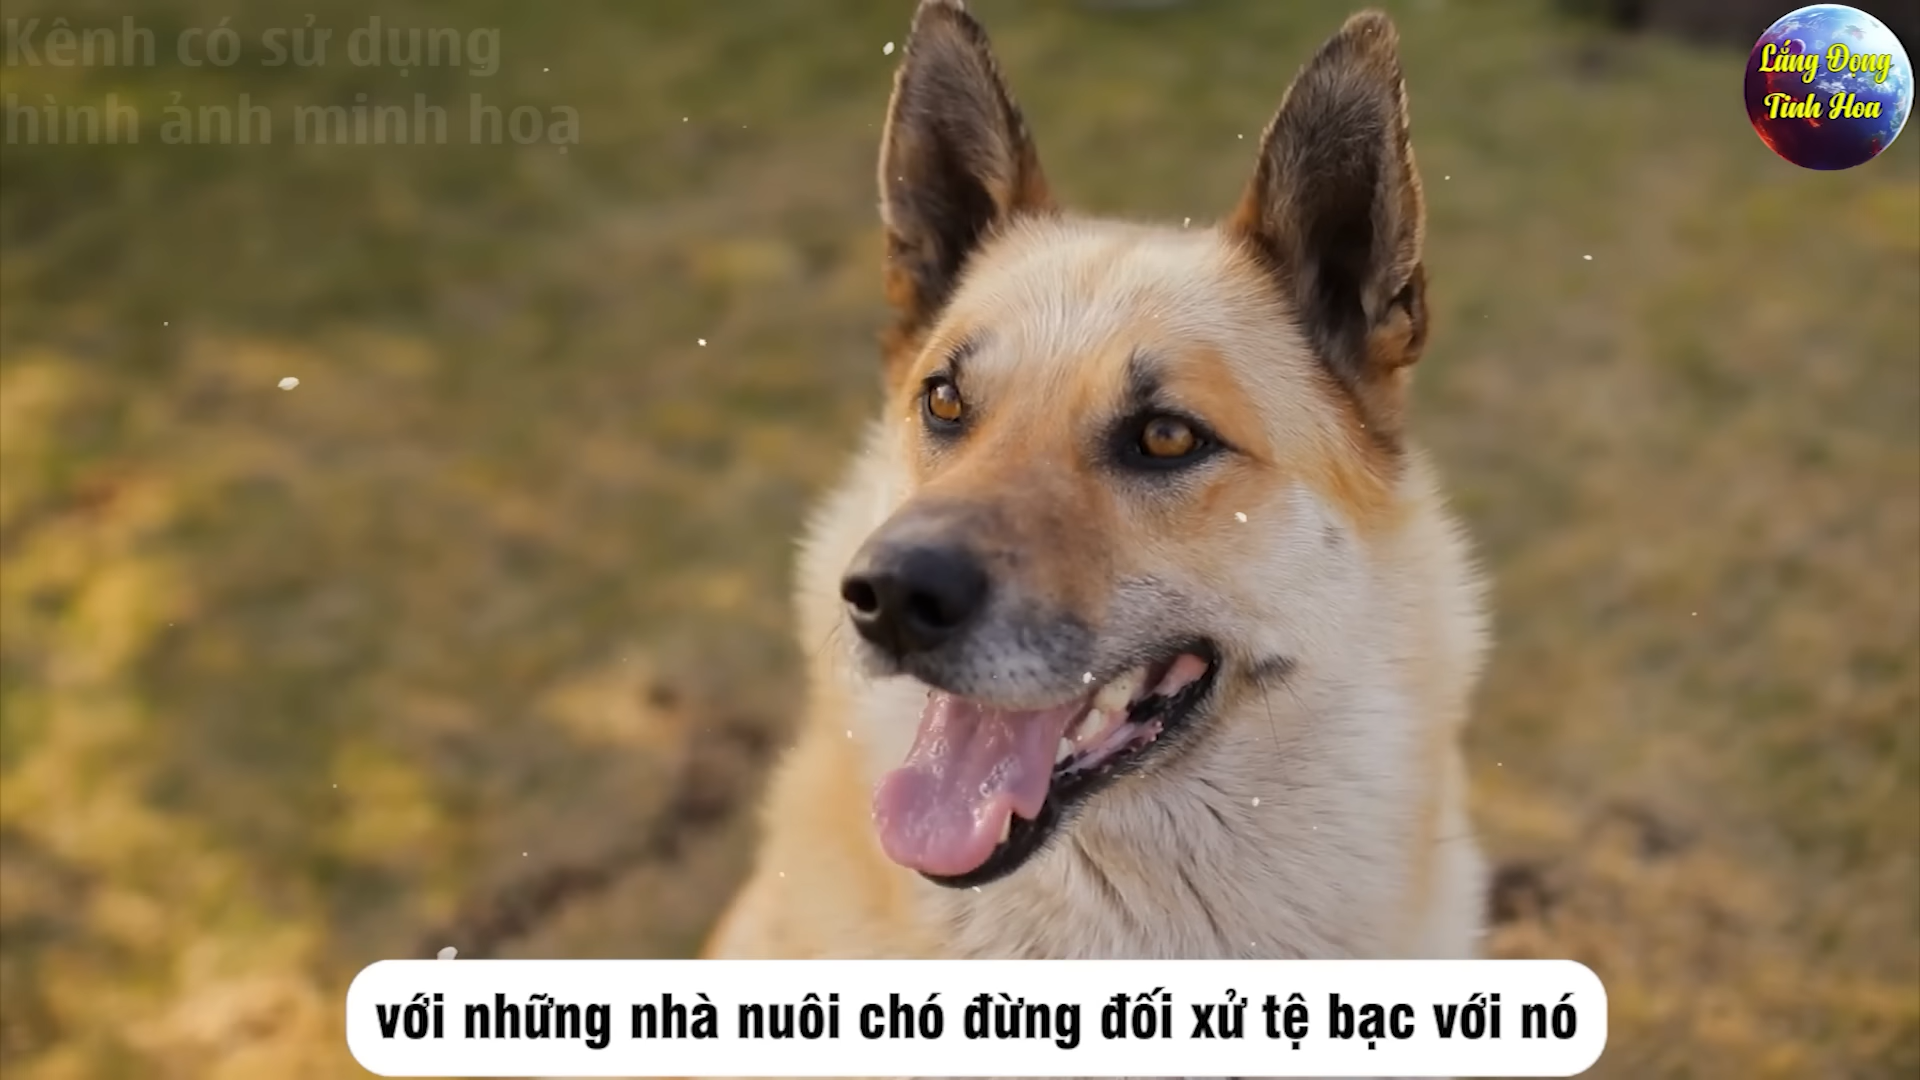 Kênh có sử dụng
hình ảnh minh hoạ
Lắng Đọng
Tinh Hoa
với những nhà nuôi chó đừng đối xử tệ bạc với nó